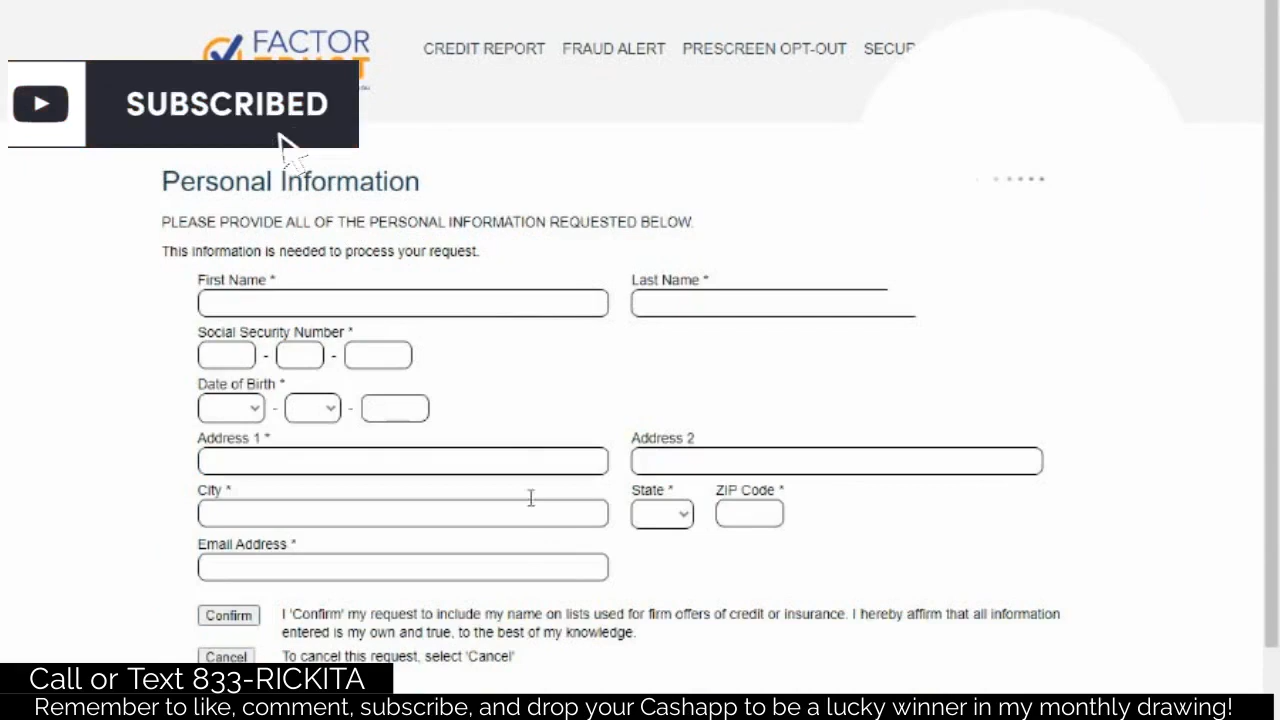 FACTOR
CREDIT REPORT FRAUD ALERT PRESCREEN OPT-OUT
SUBSCRIBED
Personal Information
PLEASE PROVIDE ALL OF THE PERSONAL INFORMATION REQUESTED BELOW.
This information is needed to process your request.
First Name * Last Name *
Social Security Number *
- -
Date of Birth *
- -
Address 1 * Address 2
City * State * ZIP Code *
Email Address *
Confirm I 'Confirm' my request to include my name on lists used for firm offers of credit or insurance. I hereby affirm that all information
entered is my own and true, to the best of my knowledge.
Cancel To cancel this request, select 'Cancel'
Call or Text 833-RICKITA
Remember to like, comment, subscribe, and drop your Cashapp to be a lucky winner in my monthly drawing!